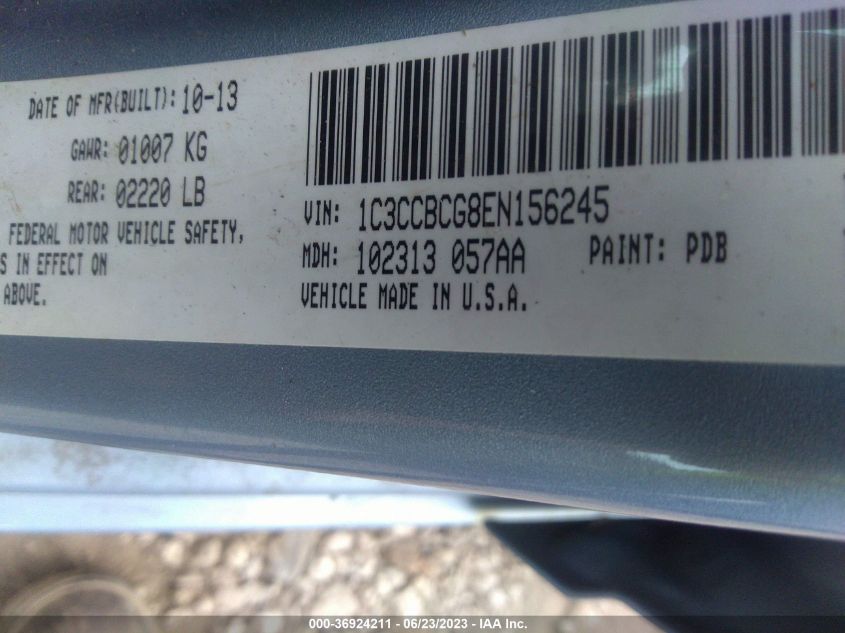 DATE OF MFR(BUILT): 10-13
GAWR: 01007 KG
REAR: 02220 LB
FEDERAL MOTOR VEHICLE SAFETY,
S IN EFFECT ON
ABOVE.
VIN: 1C3CCBCG8EN156245
MDH: 102313 057AA PAINT: PDB
VEHICLE MADE IN U.S.A.
000-36924211 - 06/23/2023 - IAA Inc.